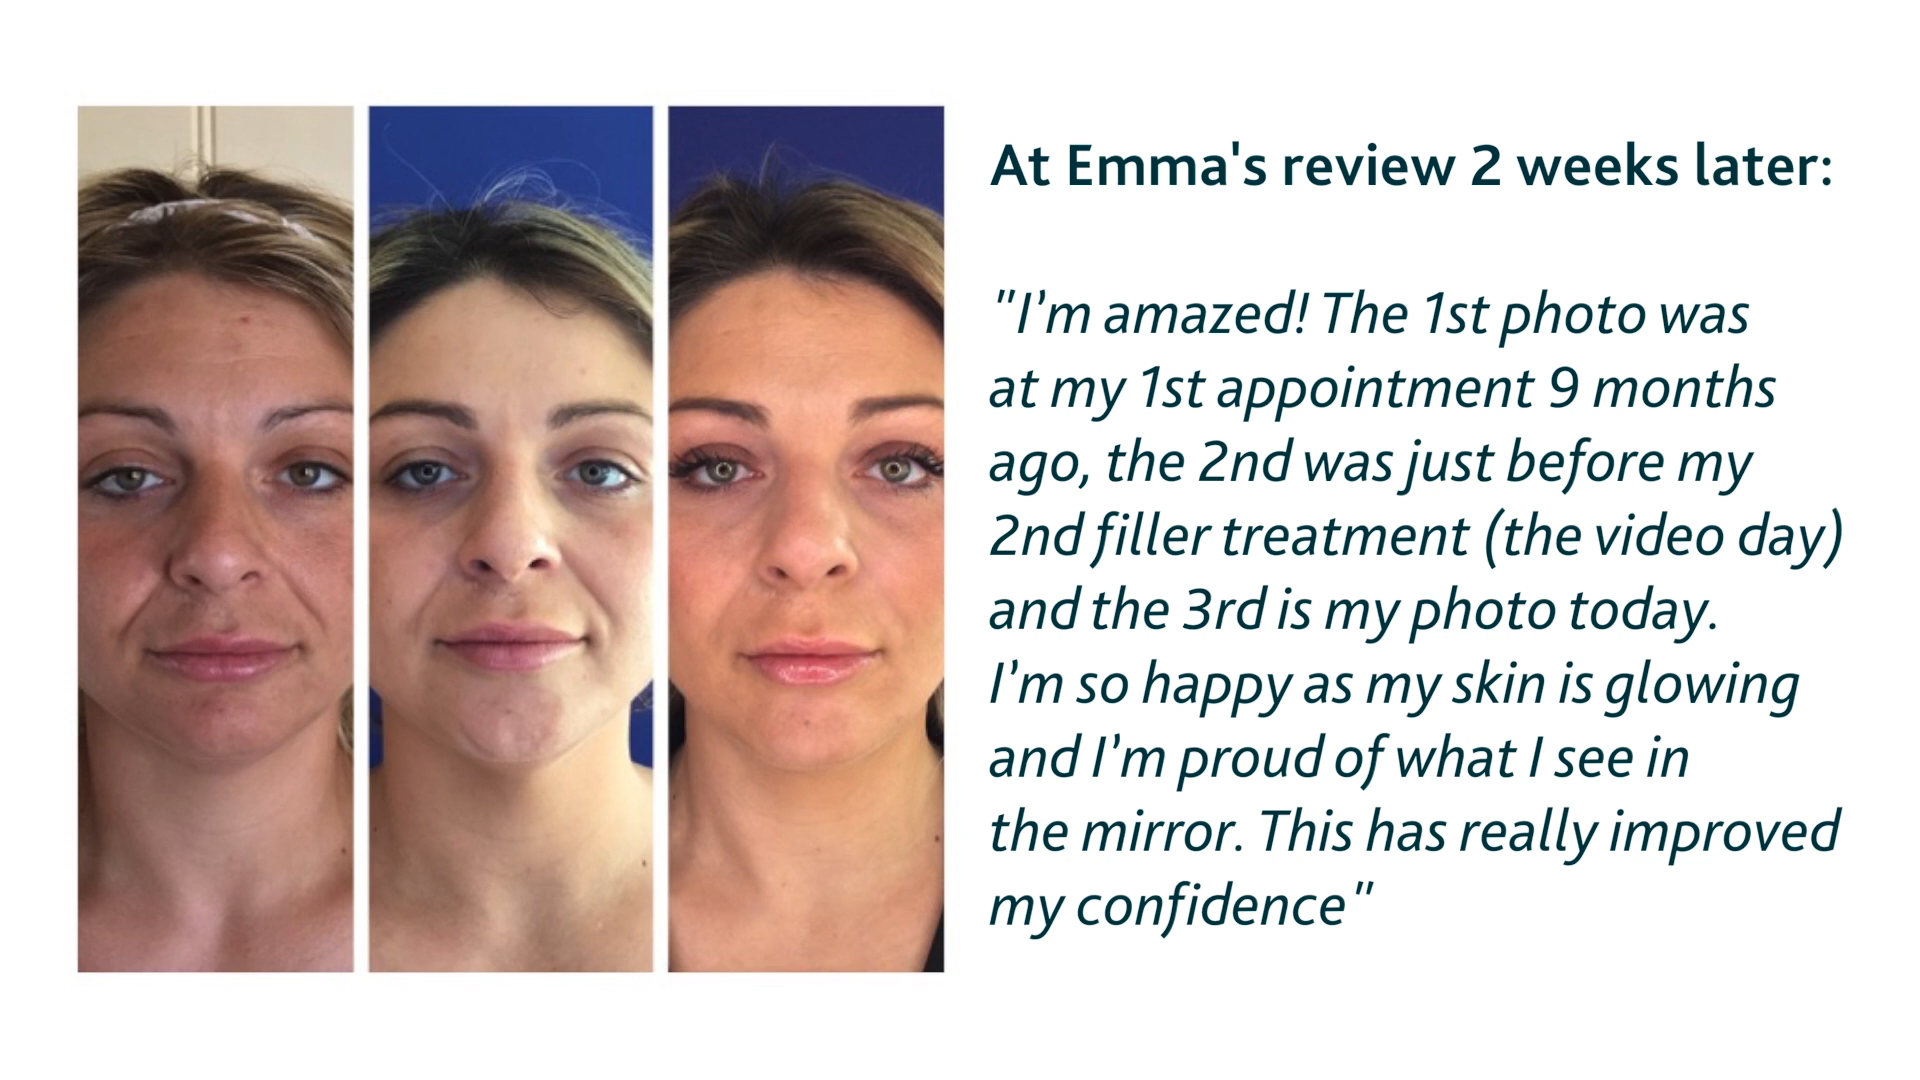 At Emma's review 2 weeks later:
"I'm amazed! The 1st photo was
at my 1st appointment 9 months
ago, the 2nd was just before my
2nd filler treatment (the video day)
and the 3rd is my photo today.
I'm so happy as my skin is glowing
and I'm proud of what I see in
the mirror. This has really improved
my confidence"